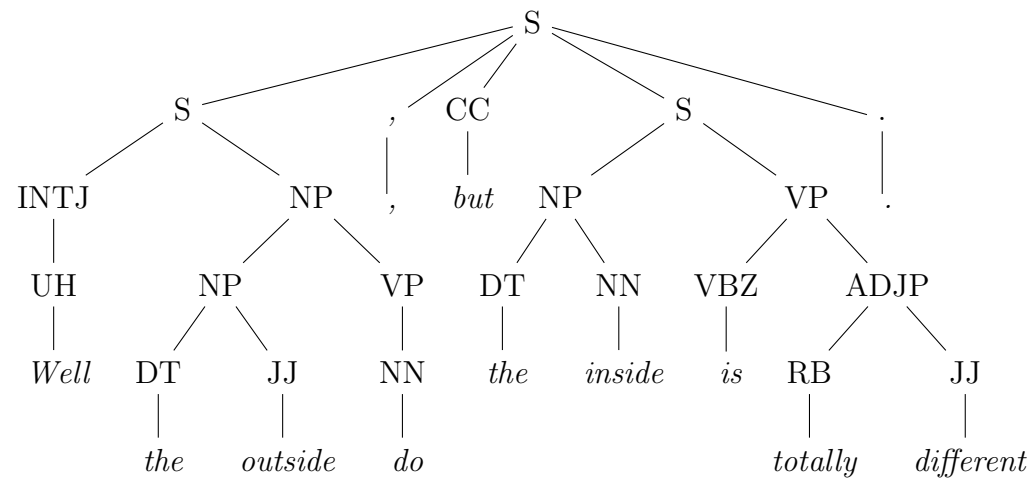 S
S , CC S .
INTJ NP , but NP VP .
UH NP VP DT NN VBZ ADJP
Well DT JJ NN the inside is RB JJ
the outside do totally different